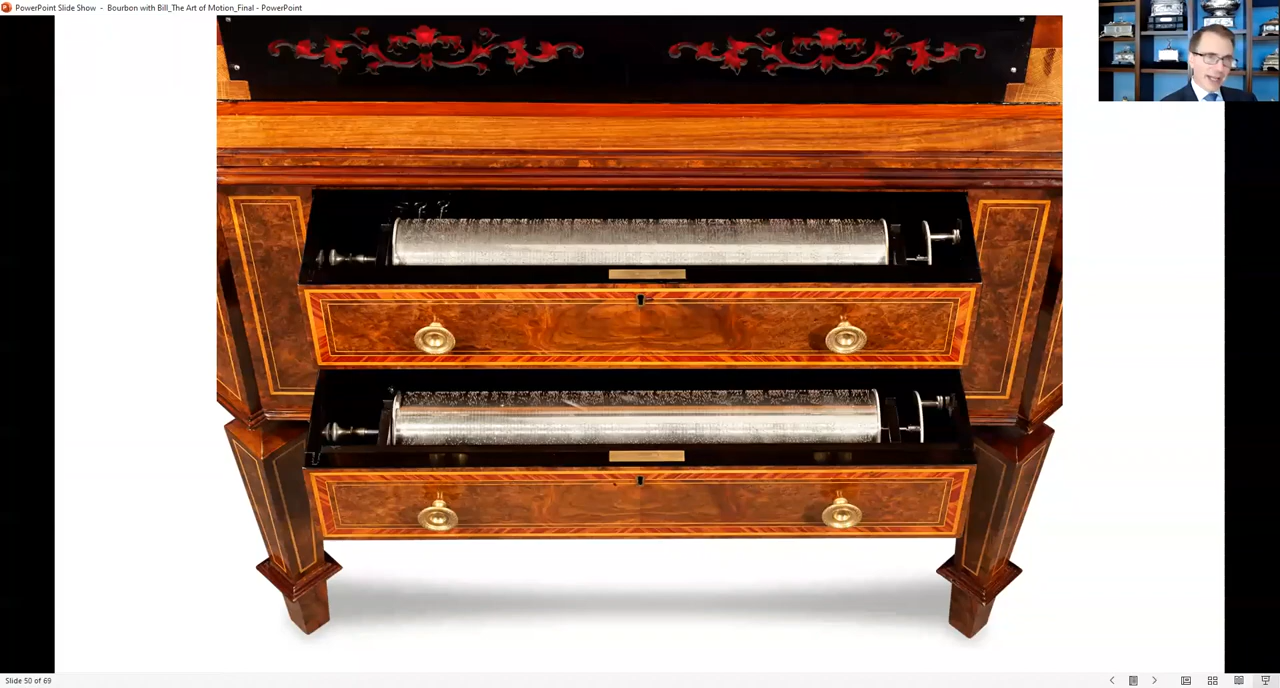 PowerPoint Slide Show - Bourbon with Bill_The Art of Motion_Final - PowerPoint
Slide 50 of 69